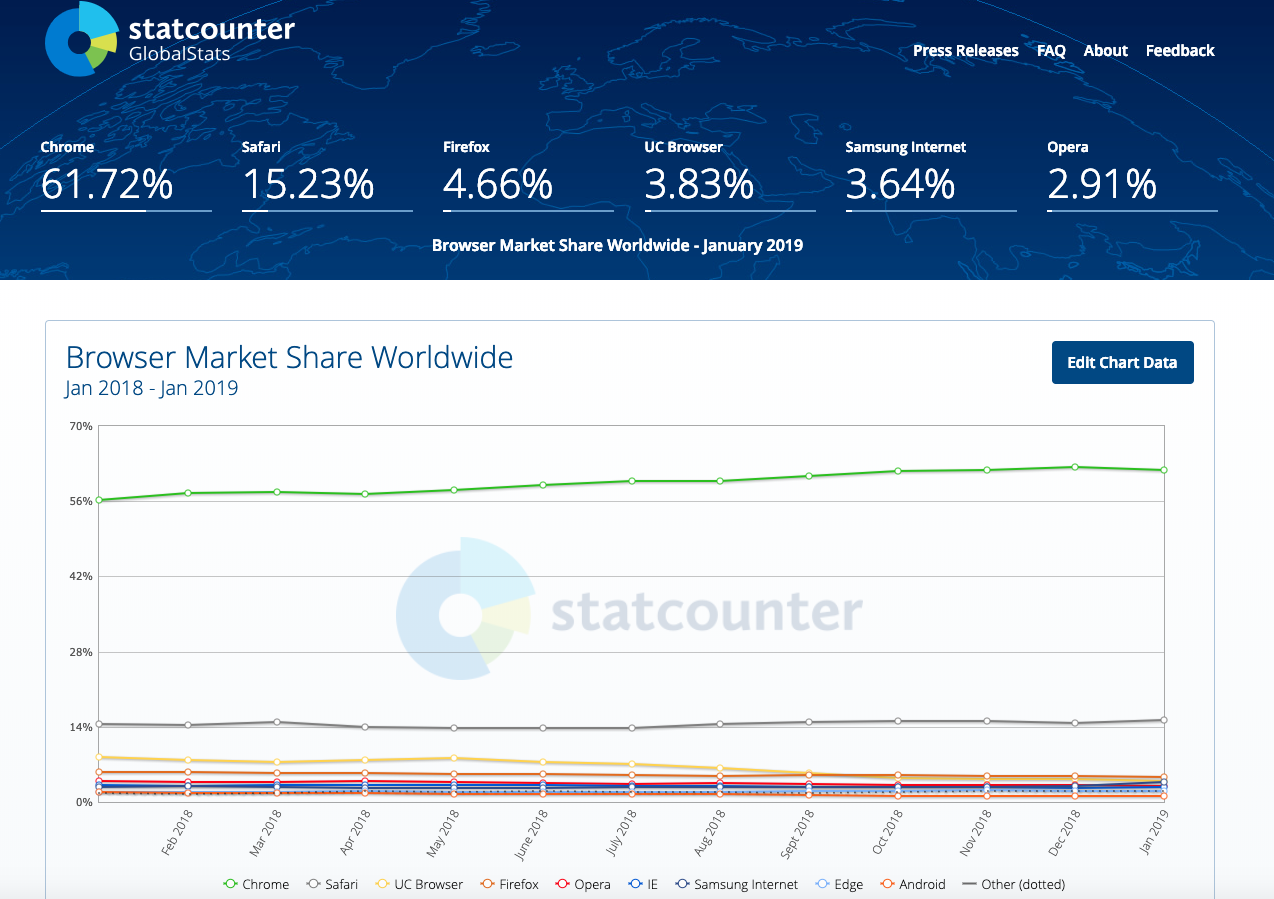 statcounter
GlobalStats
Press Releases FAQ About Feedback
Chrome Safari Firefox UC Browser Samsung Internet Opera
61.72% 15.23% 4.66% 3.83% 3.64% 2.91%
Browser Market Share Worldwide - January 2019
Browser Market Share Worldwide
Jan 2018 - Jan 2019
Edit Chart Data
70%
56%
42%
statcounter
28%
14%
0%
Feb 2018 Mar 2018 Apr 2018 May 2018 June 2018 July 2018 Aug 2018 Sept 2018 Oct 2018 Nov 2018 Dec 2018 Jan 2019
Chrome Safari UC Browser Firefox Opera IE Samsung Internet Edge Android Other (dotted)